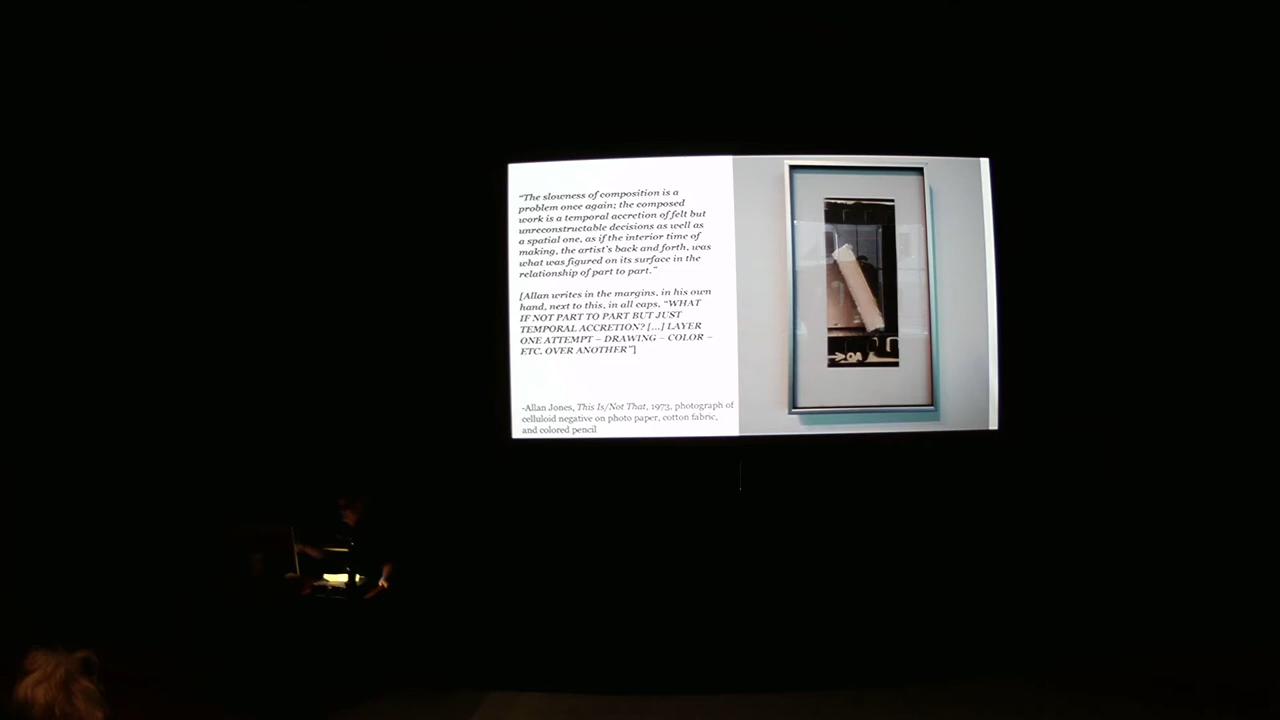 “The slowness of composition is a
problem once again; the composed
work is a temporal accretion of felt but
unreconstructable decisions as well as
a spatial one, as if the interior time of
making, the artist’s back and forth, was
what was figured on its surface in the
relationship of part to part.”
[Allan writes in the margins, in his own
hand, next to this, in all caps, “WHAT
IF NOT PART TO PART BUT JUST
TEMPORAL ACCRETION? [...] LAYER
ONE ATTEMPT – DRAWING – COLOR –
ETC. OVER ANOTHER”]
-Allan Jones, This Is/Not That, 1973, photograph of
celluloid negative on photo paper, cotton fabric,
and colored pencil